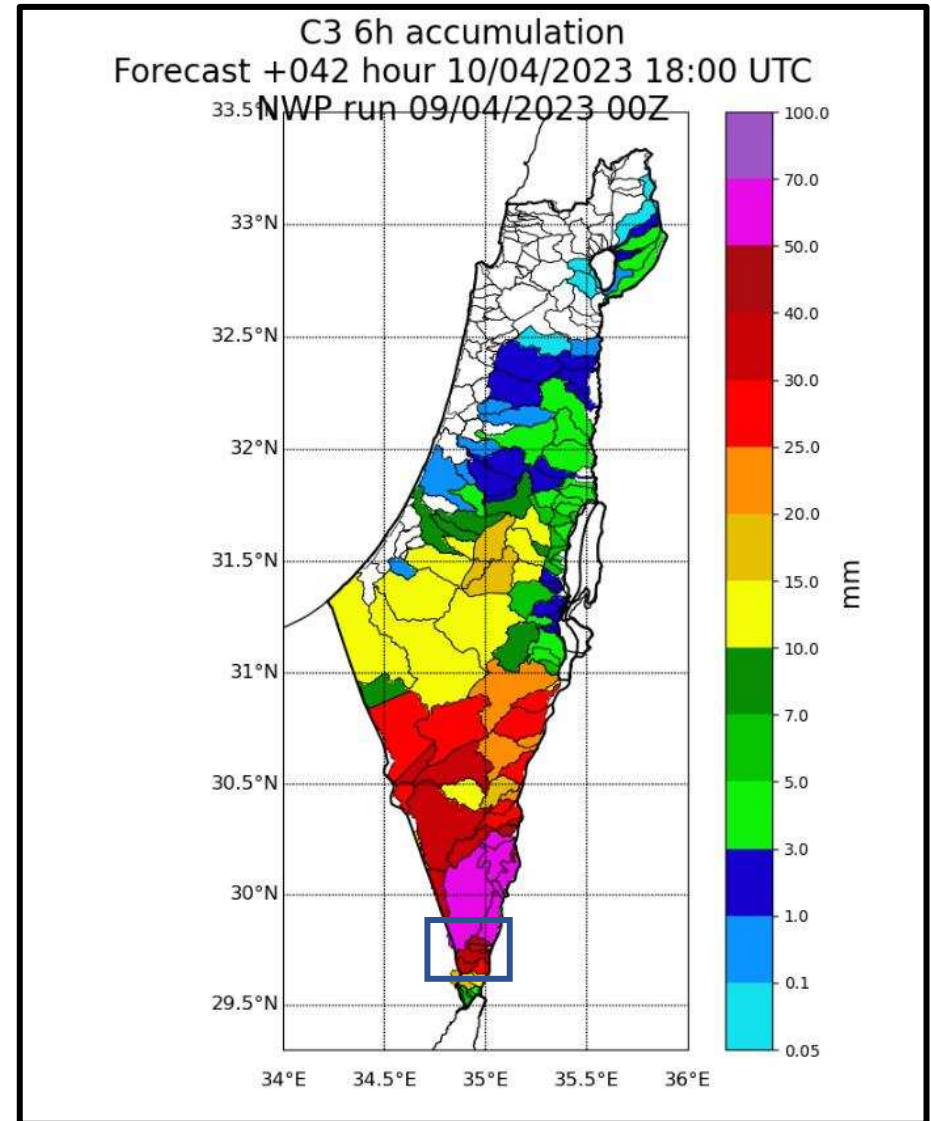 C3 6h accumulation
Forecast +042 hour 10/04/2023 18:00 UTC
NWP run 09/04/2023 00Z
33.5°N
33°N
32.5°N
32°N
31.5°N
31°N
30.5°N
30°N
29.5°N
34°E 34.5°E 35°E 35.5°E 36°E
100.0
70.0
50.0
40.0
30.0
25.0
20.0
15.0
10.0
7.0
5.0
3.0
1.0
0.1
0.05
mm